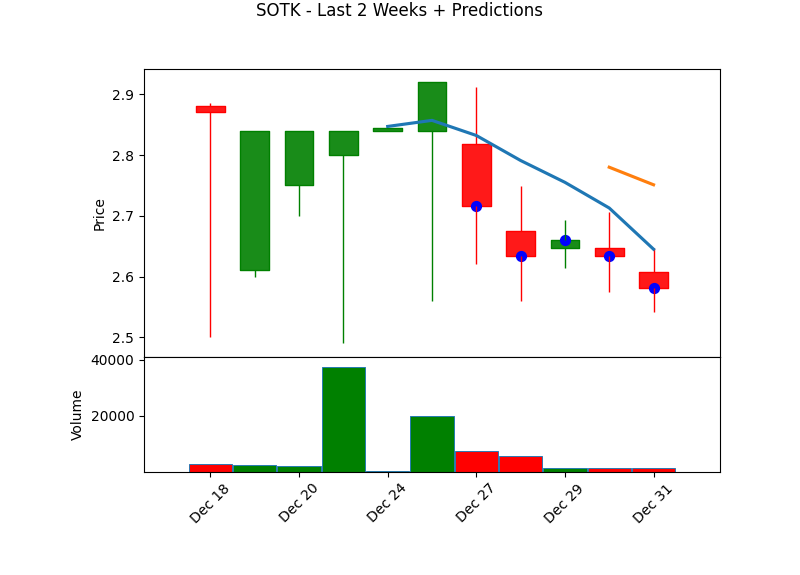 SOTK - Last 2 Weeks + Predictions
2.9
2.8
2.7
2.6
2.5
Price
40000
20000
Volume
Dec 18
Dec 20
Dec 24
Dec 27
Dec 29
Dec 31